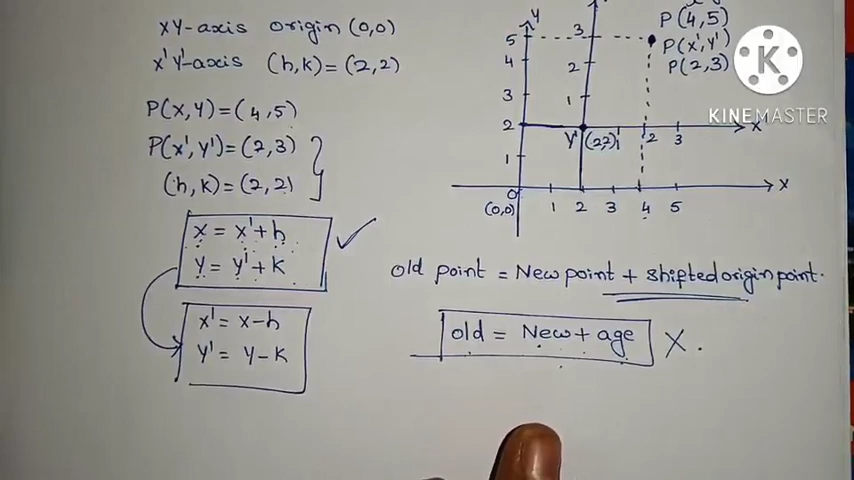 XY-axis origin (0,0)
X'Y'-axis (h,k)=(2,2)
P(X,Y)=(4,5)
P(X',Y')=(2,3)
(h,k)=(2,2)
X = X'+h
Y = Y'+k
X' = X-h
Y' = Y-k
Y
5
4
3
2
1
0
(0,0)
1 2 3 4 5
X
3
2
1
Y' (2,2) 1 2 3
X'
P(4,5)
P(X',Y')
P(2,3)
K
KINEMASTER
Old point = New point + shifted origin point.
Old = New + age X .